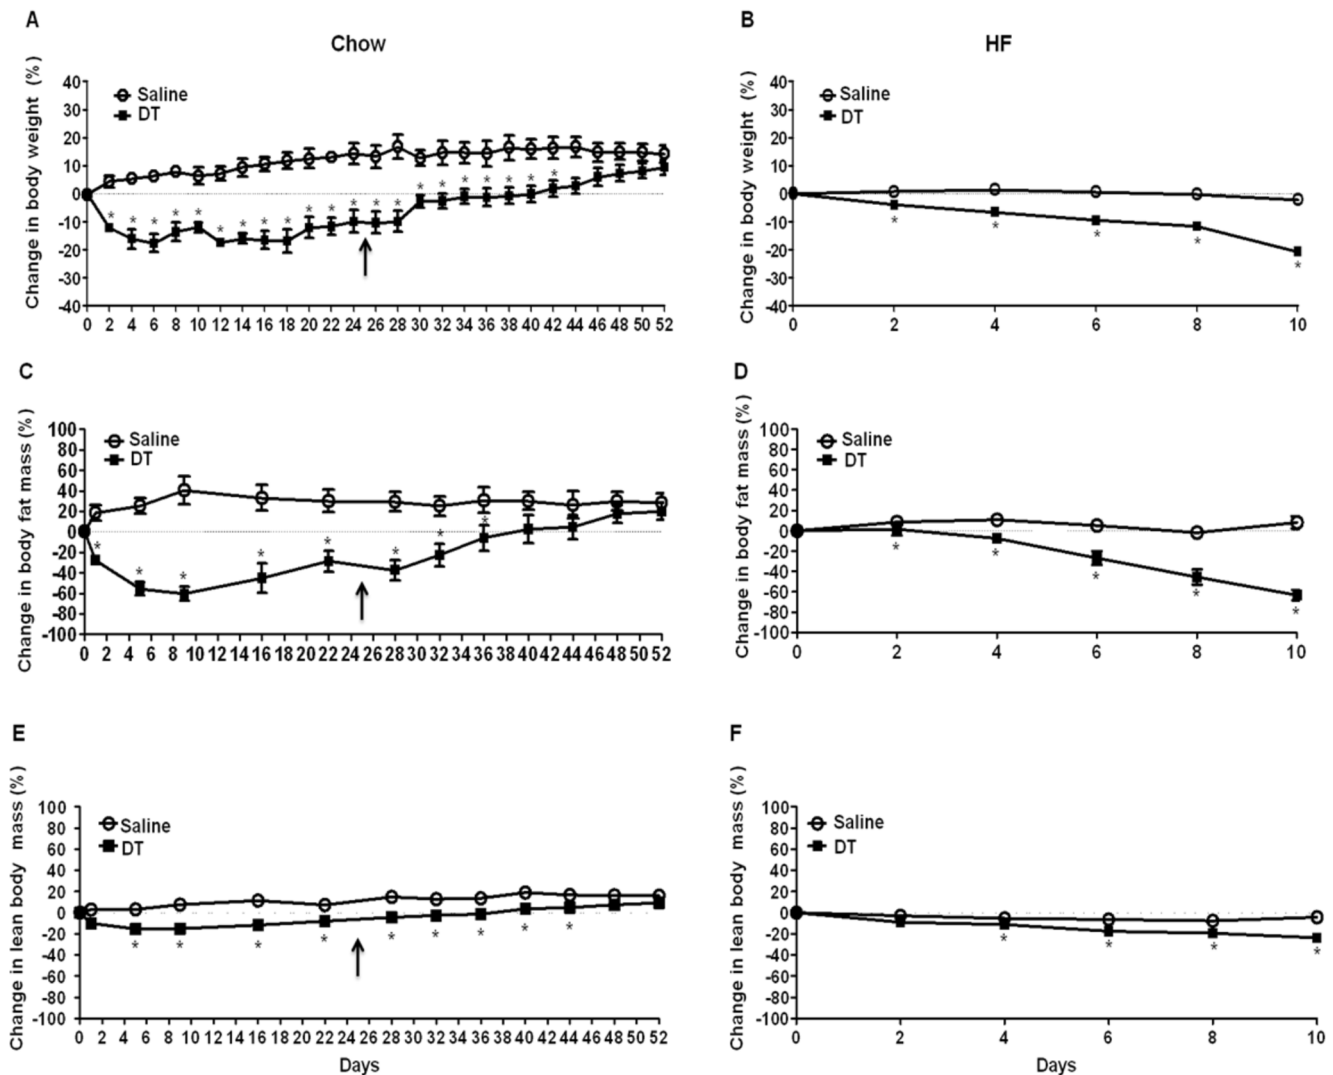 A
Chow
Change in body weight (%)
40
30
20
10
0
-10
-20
-30
-40
Saline
DT
* * * * * * * * * * * * * * * * * * * * *
0 2 4 6 8 10 12 14 16 18 20 22 24 26 28 30 32 34 36 38 40 42 44 46 48 50 52
B
HF
Change in body weight (%)
40
30
20
10
0
-10
-20
-30
-40
Saline
DT
* * * * *
0 2 4 6 8 10
C
Change in body fat mass (%)
100
80
60
40
20
0
-20
-40
-60
-80
-100
Saline
DT
* * * * * * * *
0 2 4 6 8 10 12 14 16 18 20 22 24 26 28 30 32 34 36 38 40 42 44 46 48 50 52
D
Change in body fat mass (%)
100
80
60
40
20
0
-20
-40
-60
-80
-100
Saline
DT
* * * * *
0 2 4 6 8 10
E
Change in lean body mass (%)
100
80
60
40
20
0
-20
-40
-60
-80
-100
Saline
DT
* * * * * * * * *
0 2 4 6 8 10 12 14 16 18 20 22 24 26 28 30 32 34 36 38 40 42 44 46 48 50 52
Days
F
Change in lean body mass (%)
100
80
60
40
20
0
-20
-40
-60
-80
-100
Saline
DT
* * * *
0 2 4 6 8 10
Days